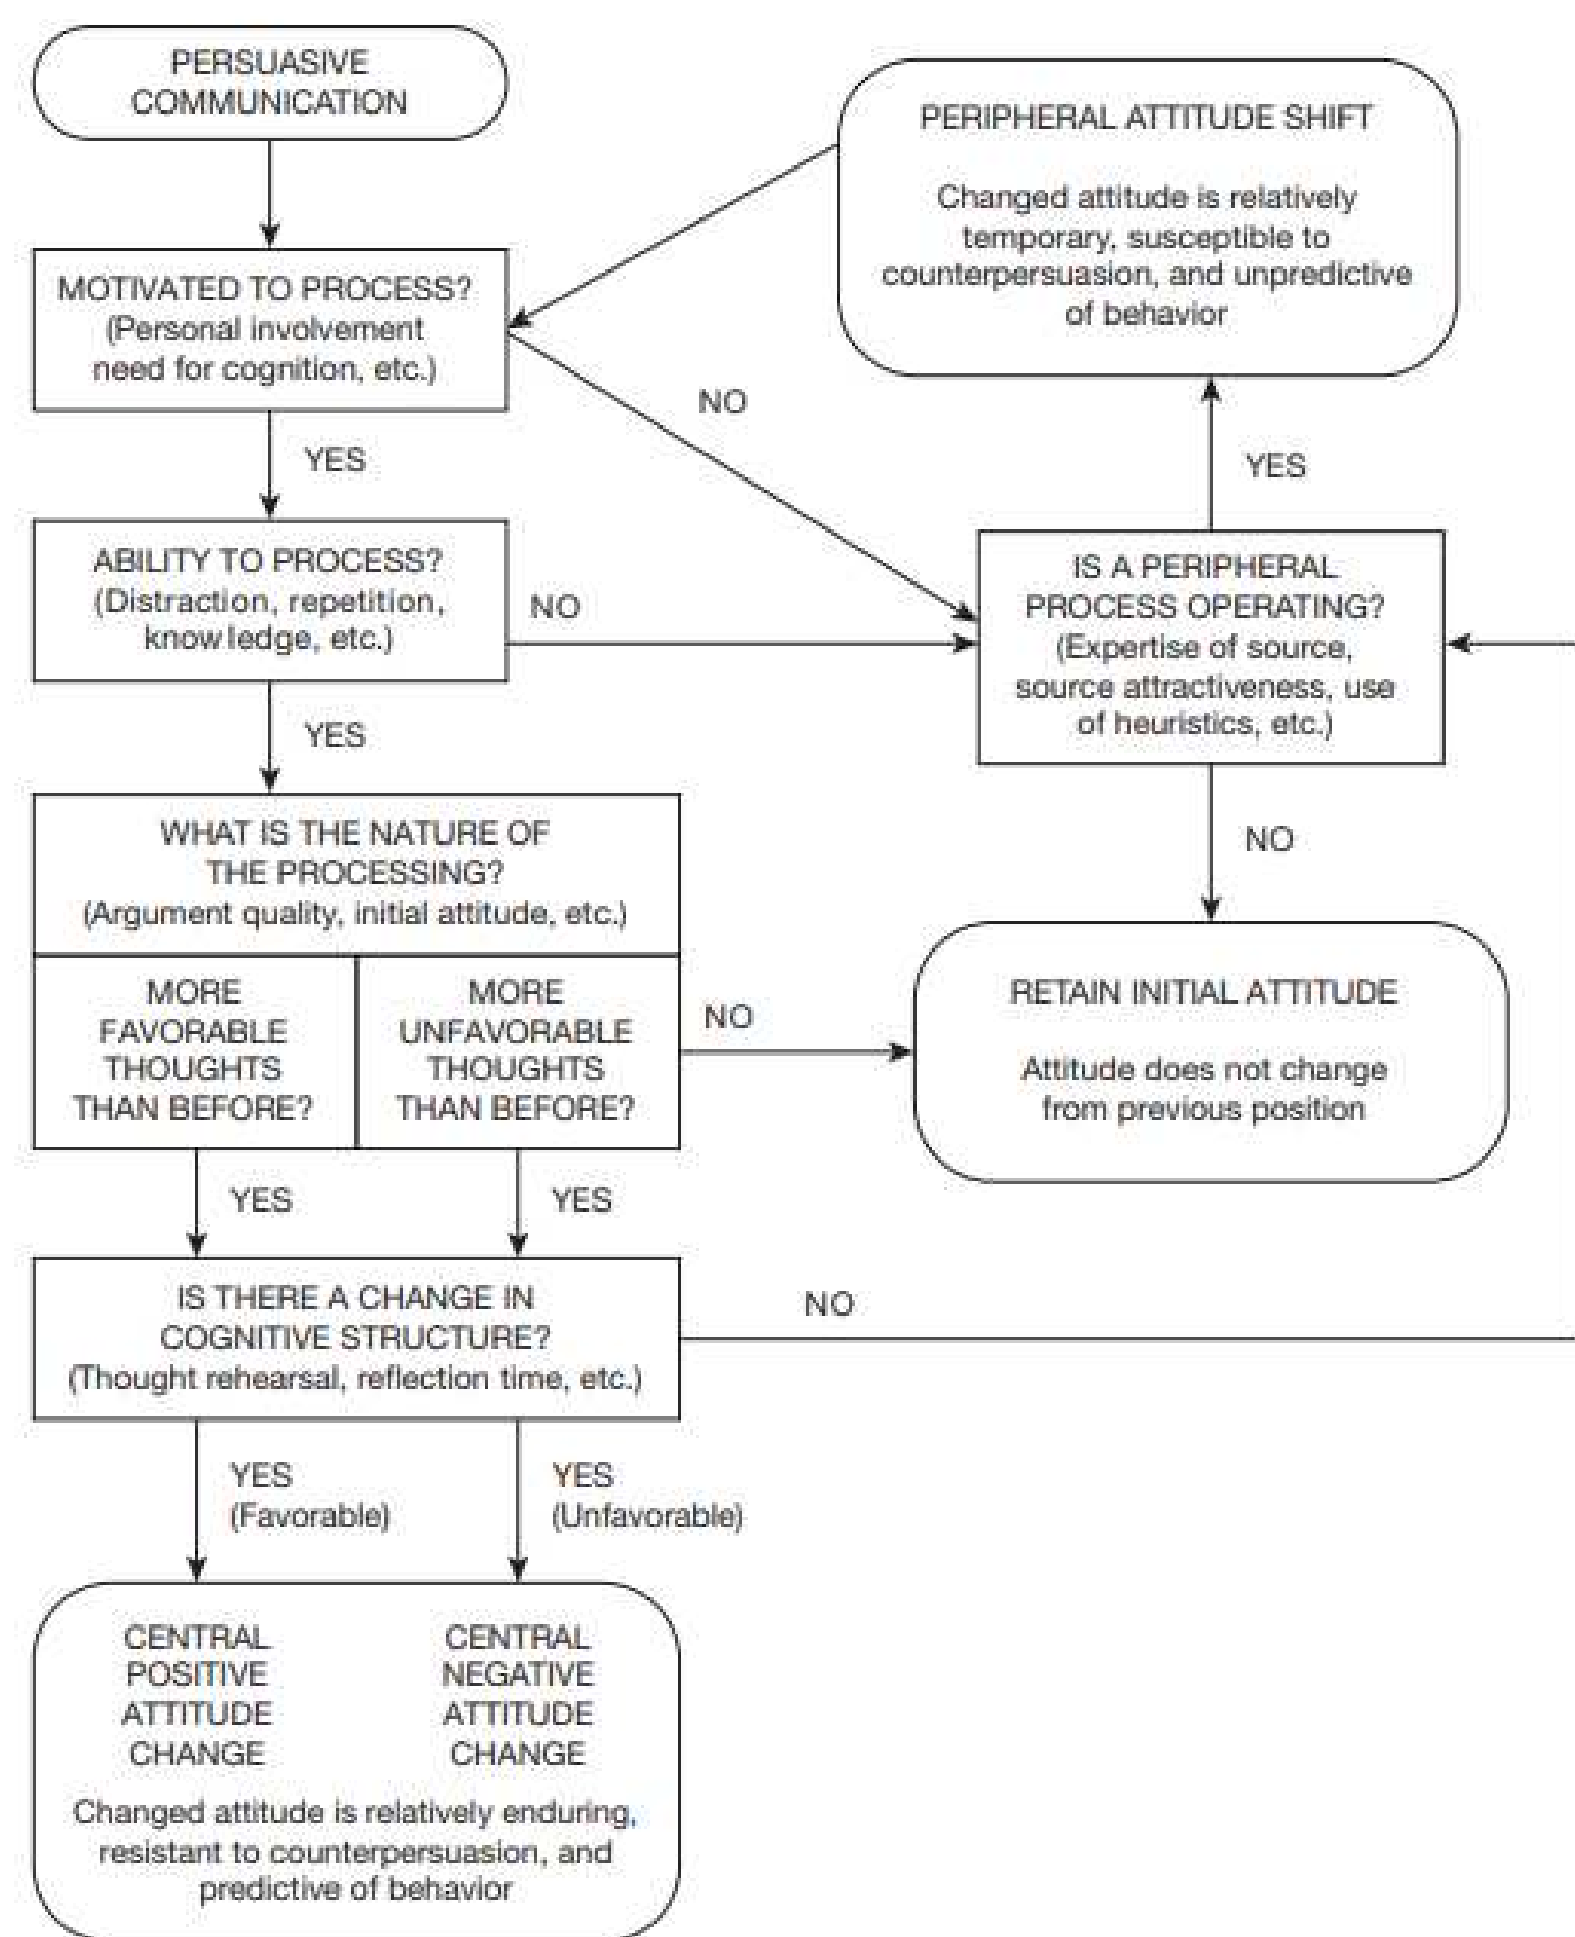 PERSUASIVE
COMMUNICATION
PERIPHERAL ATTITUDE SHIFT
Changed attitude is relatively
temporary, susceptible to
counterpersuasion, and unpredictive
of behavior
MOTIVATED TO PROCESS?
(Personal involvement
need for cognition, etc.)
NO
YES
YES
ABILITY TO PROCESS?
(Distraction, repetition,
knowledge, etc.)
NO
IS A PERIPHERAL
PROCESS OPERATING?
(Expertise of source,
source attractiveness, use
of heuristics, etc.)
YES
NO
WHAT IS THE NATURE OF
THE PROCESSING?
(Argument quality, initial attitude, etc.)
MORE
FAVORABLE
THOUGHTS
THAN BEFORE?
MORE
UNFAVORABLE
THOUGHTS
THAN BEFORE?
NO
RETAIN INITIAL ATTITUDE
Attitude does not change
from previous position
YES
YES
IS THERE A CHANGE IN
COGNITIVE STRUCTURE?
(Thought rehearsal, reflection time, etc.)
NO
YES
(Favorable)
YES
(Unfavorable)
CENTRAL
POSITIVE
ATTITUDE
CHANGE
CENTRAL
NEGATIVE
ATTITUDE
CHANGE
Changed attitude is relatively enduring,
resistant to counterpersuasion, and
predictive of behavior